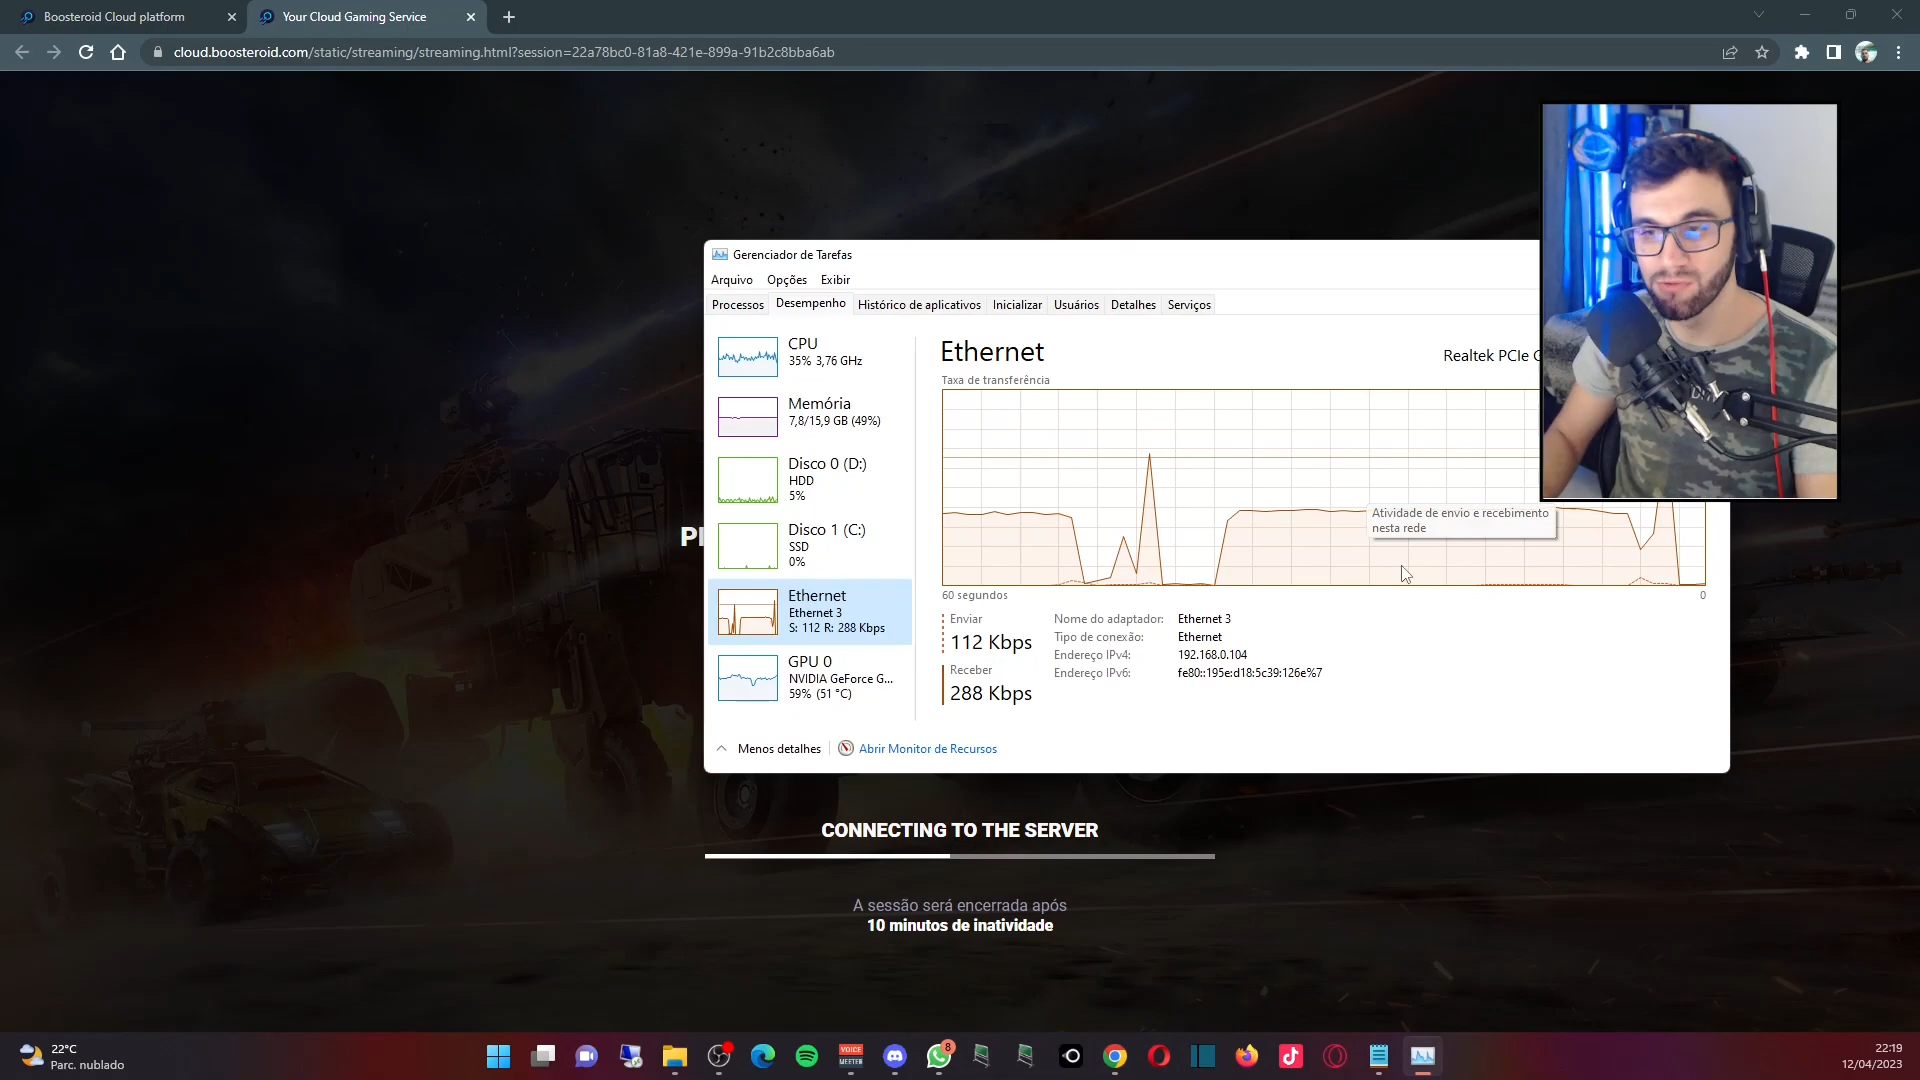 Boosteroid Cloud platform
Your Cloud Gaming Service
cloud.boosteroid.com/static/streaming/streaming.html?session=22a78bc0-81a8-421e-899a-91b2c8bba6ab
Gerenciador de Tarefas
Arquivo Opções Exibir
Processos Desempenho Histórico de aplicativos Inicializar Usuários Detalhes Serviços
CPU
35% 3,76 GHz
Memória
7,8/15,9 GB (49%)
Disco 0 (D:)
HDD
5%
Disco 1 (C:)
SSD
0%
Ethernet
Ethernet 3
S: 112 R: 288 Kbps
GPU 0
NVIDIA GeForce G...
59% (51 °C)
Ethernet
Realtek PCIe G
Taxa de transferência
Atividade de envio e recebimento
nesta rede
60 segundos
0
Enviar
112 Kbps
Receber
288 Kbps
Nome do adaptador: Ethernet 3
Tipo de conexão: Ethernet
Endereço IPv4: 192.168.0.104
Endereço IPv6: fe80::195e:d18:5c39:126e%7
Menos detalhes
Abrir Monitor de Recursos
CONNECTING TO THE SERVER
A sessão será encerrada após
10 minutos de inatividade
22°C
Parc. nublado
VOICE
MEETER
8
22:19
12/04/2023